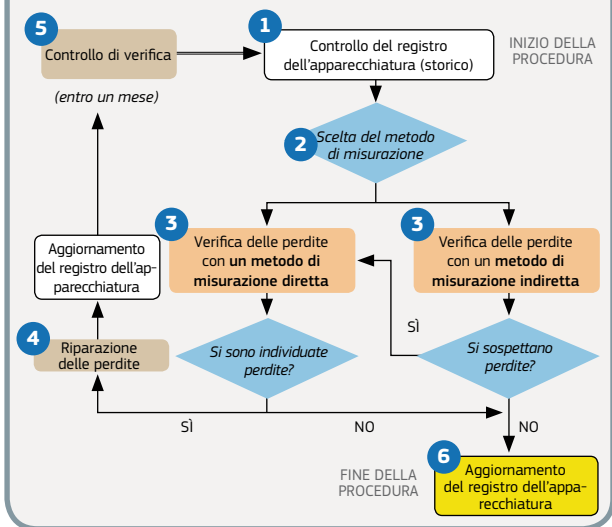 5
Controllo di verifica
(entro un mese)
1
Controllo del registro
dell'apparecchiatura (storico)
INIZIO DELLA
PROCEDURA
2
Scelta del metodo
di misurazione
3
Verifica delle perdite
con un metodo di
misurazione diretta
3
Verifica delle perdite
con un metodo di
misurazione indiretta
Aggiornamento
del registro dell'ap-
parecchiatura
SÌ
4
Riparazione
delle perdite
Si sono individuate
perdite?
Si sospettano
perdite?
SÌ
NO
NO
FINE DELLA
PROCEDURA
6
Aggiornamento
del registro dell'appa-
recchiatura